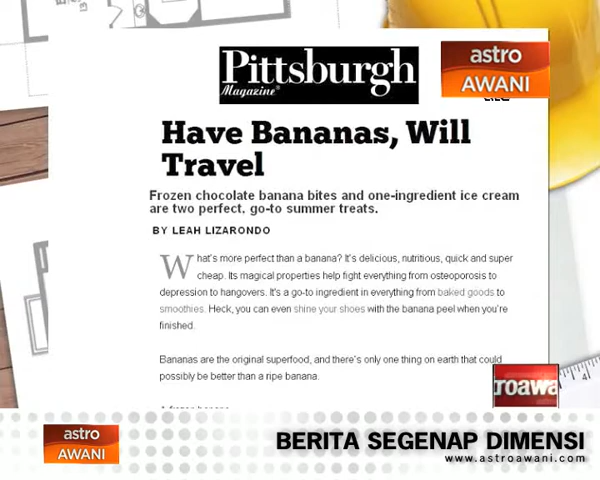 Pittsburgh
Magazine®
astro
AWANI
Have Bananas, Will
Travel
Frozen chocolate banana bites and one-ingredient ice cream
are two perfect, go-to summer treats.
BY LEAH LIZARONDO
What's more perfect than a banana? It's delicious, nutritious, quick and super
cheap. Its magical properties help fight everything from osteoporosis to
depression to hangovers. It's a go-to ingredient in everything from baked goods to
smoothies. Heck, you can even shine your shoes with the banana peel when you're
finished.
Bananas are the original superfood, and there's only one thing on earth that could
possibly be better than a ripe banana.
roawa
4
astro
AWANI
BERITA SEGENAP DIMENSI
www.astroawani.com